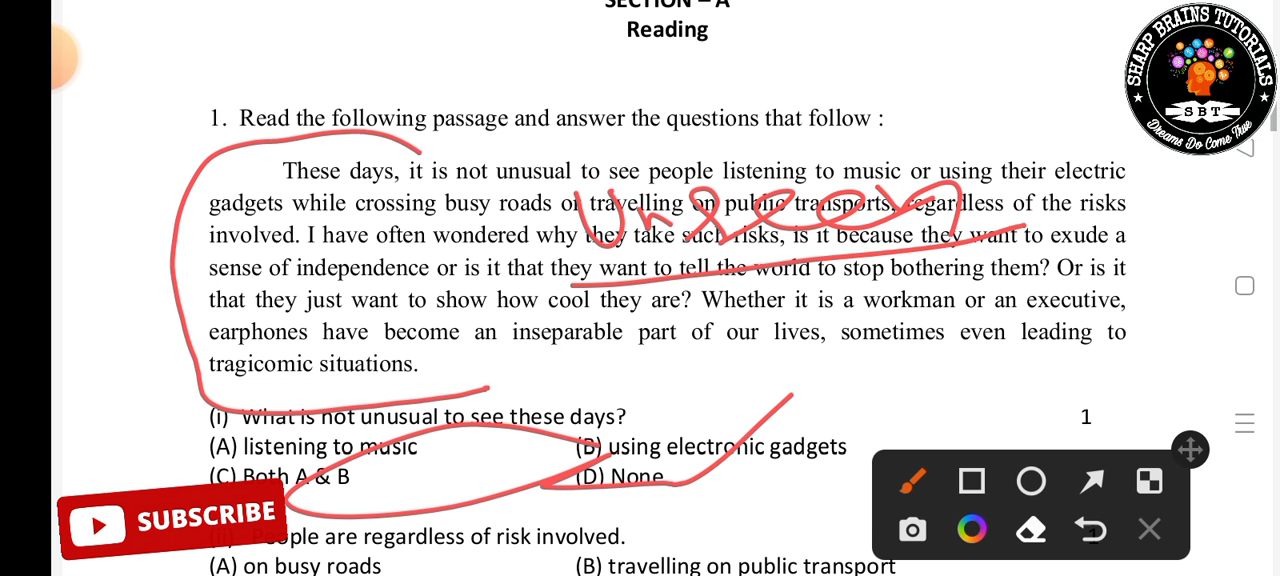 SECTION – A
Reading
SHARP BRAINS TUTORIALS
SBT
Dreams Do Come True
1. Read the following passage and answer the questions that follow :
These days, it is not unusual to see people listening to music or using their electric
gadgets while crossing busy roads or travelling on public transports, regardless of the risks
Unseen
involved. I have often wondered why they take such risks, is it because they want to exude a
sense of independence or is it that they want to tell the world to stop bothering them? Or is it
that they just want to show how cool they are? Whether it is a workman or an executive,
earphones have become an inseparable part of our lives, sometimes even leading to
tragicomic situations.
(i) What is not unusual to see these days? 1
(A) listening to music (B) using electronic gadgets
(C) Both A & B (D) None
SUBSCRIBE
(ii) People are regardless of risk involved. 1
(A) on busy roads (B) travelling on public transport